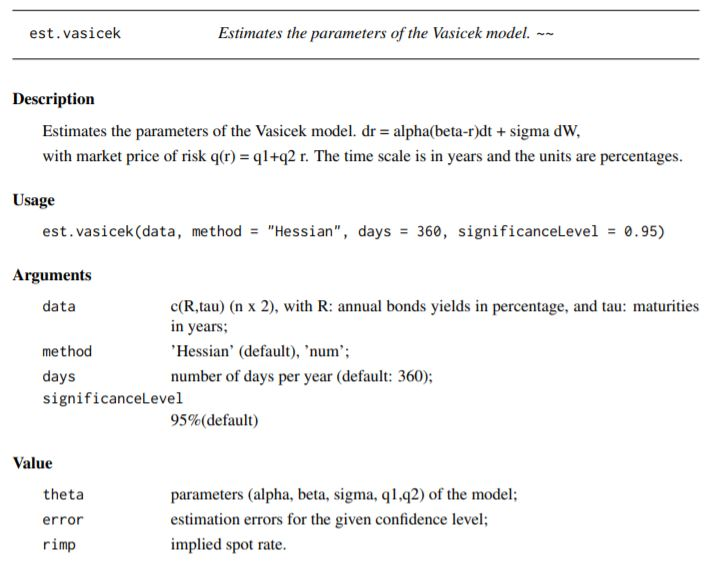 est.vasicek Estimates the parameters of the Vasicek model. ~~
Description
Estimates the parameters of the Vasicek model. dr = alpha(beta-r)dt + sigma dW,
with market price of risk q(r) = q1+q2 r. The time scale is in years and the units are percentages.
Usage
est.vasicek(data, method = "Hessian", days = 360, significanceLevel = 0.95)
Arguments
data c(R,tau) (n x 2), with R: annual bonds yields in percentage, and tau: maturities
in years;
method ’Hessian’ (default), ’num’;
days number of days per year (default: 360);
significanceLevel
95%(default)
Value
theta parameters (alpha, beta, sigma, q1,q2) of the model;
error estimation errors for the given confidence level;
rimp implied spot rate.